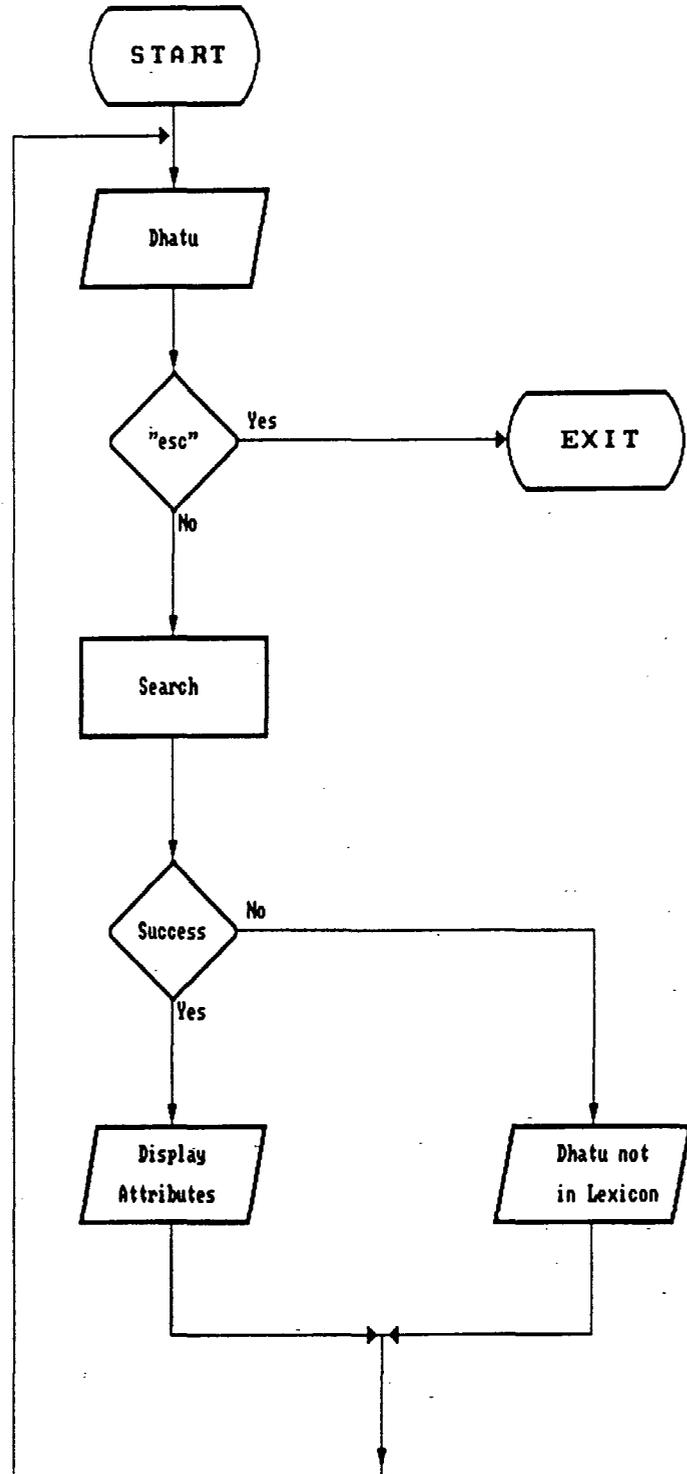 START
Dhatu
"esc"
Yes
EXIT
No
Search
Success
No
Yes
Display
Attributes
Dhatu not
in Lexicon